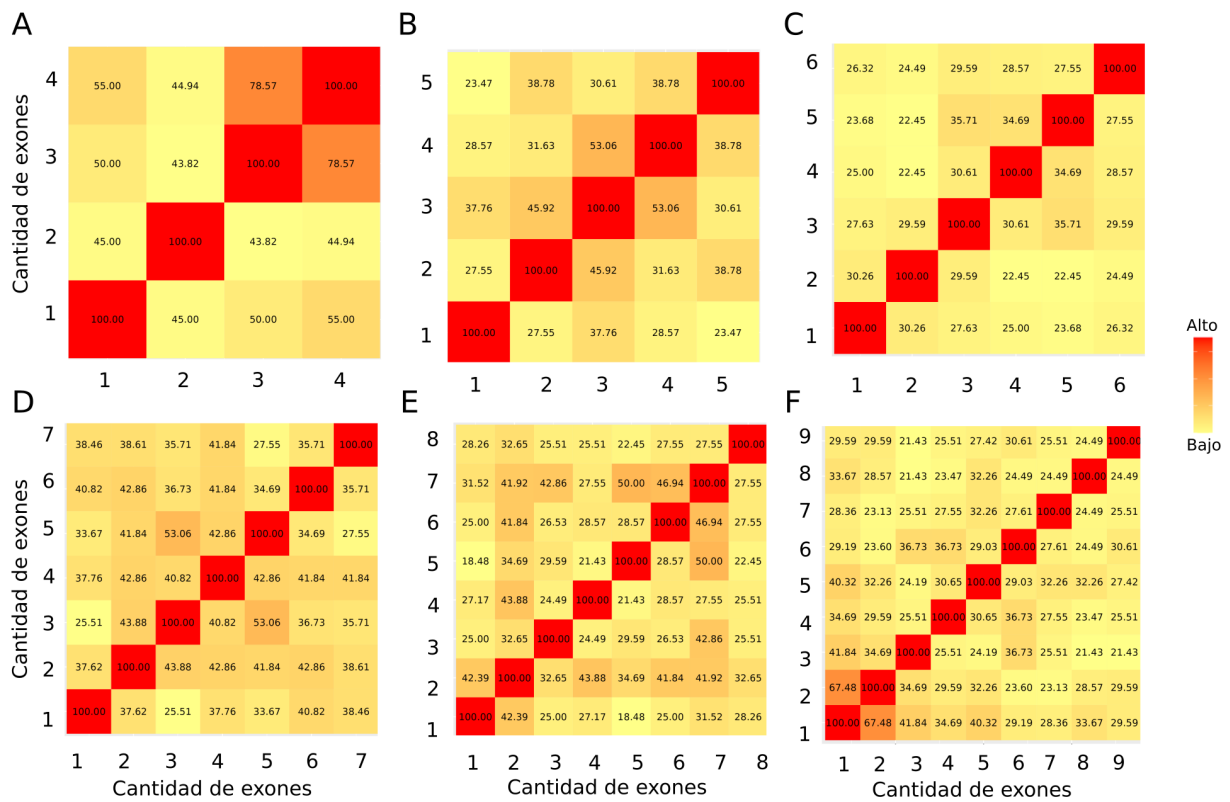 A
Cantidad de exones
4 55.00 44.94 78.57 100.00
3 50.00 43.82 100.00 78.57
2 45.00 100.00 43.82 44.94
1 100.00 45.00 50.00 55.00
1 2 3 4
B
5 23.47 38.78 30.61 38.78 100.00
4 28.57 31.63 53.06 100.00 38.78
3 37.76 45.92 100.00 53.06 30.61
2 27.55 100.00 45.92 31.63 38.78
1 100.00 27.55 37.76 28.57 23.47
1 2 3 4 5
C
6 26.32 24.49 29.59 28.57 27.55 100.00
5 23.68 22.45 35.71 34.69 100.00 27.55
4 25.00 22.45 30.61 100.00 34.69 28.57
3 27.63 29.59 100.00 30.61 35.71 29.59
2 30.26 100.00 29.59 22.45 22.45 24.49
1 100.00 30.26 27.63 25.00 23.68 26.32
1 2 3 4 5 6
Alto
Bajo
D
Cantidad de exones
7 38.46 38.61 35.71 41.84 27.55 35.71 100.00
6 40.82 42.86 36.73 41.84 34.69 100.00 35.71
5 33.67 41.84 53.06 42.86 100.00 34.69 27.55
4 37.76 42.86 40.82 100.00 42.86 41.84 41.84
3 25.51 43.88 100.00 40.82 53.06 36.73 35.71
2 37.62 100.00 43.88 42.86 41.84 42.86 38.61
1 100.00 37.62 25.51 37.76 33.67 40.82 38.46
1 2 3 4 5 6 7
Cantidad de exones
E
8 28.26 32.65 25.51 25.51 22.45 27.55 27.55 100.00
7 31.52 41.92 42.86 27.55 50.00 46.94 100.00 27.55
6 25.00 41.84 26.53 28.57 28.57 100.00 46.94 27.55
5 18.48 34.69 29.59 21.43 100.00 28.57 50.00 22.45
4 27.17 43.88 24.49 100.00 21.43 28.57 27.55 25.51
3 25.00 32.65 100.00 24.49 29.59 26.53 42.86 25.51
2 42.39 100.00 32.65 43.88 34.69 41.84 41.92 32.65
1 100.00 42.39 25.00 27.17 18.48 25.00 31.52 28.26
1 2 3 4 5 6 7 8
Cantidad de exones
F
9 29.59 29.59 21.43 25.51 27.42 30.61 25.51 24.49 100.00
8 33.67 28.57 21.43 23.47 32.26 24.49 24.49 100.00 24.49
7 28.36 23.13 25.51 27.55 32.26 27.61 100.00 24.49 25.51
6 29.19 23.60 36.73 36.73 29.03 100.00 27.61 24.49 30.61
5 40.32 32.26 24.19 30.65 100.00 29.03 32.26 32.26 27.42
4 34.69 29.59 25.51 100.00 30.65 36.73 27.55 23.47 25.51
3 41.84 34.69 100.00 25.51 24.19 36.73 25.51 21.43 21.43
2 67.48 100.00 34.69 29.59 32.26 23.60 23.13 28.57 29.59
1 100.00 67.48 41.84 34.69 40.32 29.19 28.36 33.67 29.59
1 2 3 4 5 6 7 8 9
Cantidad de exones